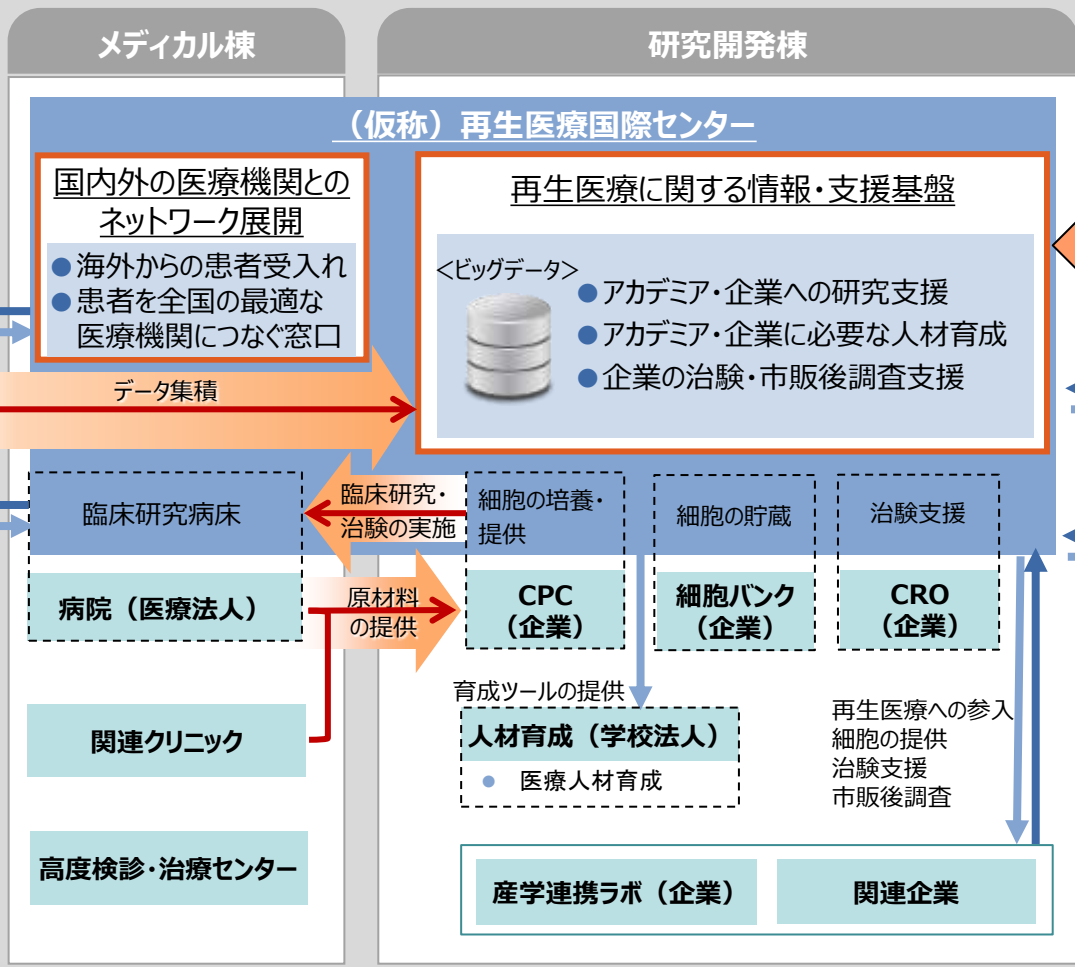 メディカル棟
研究開発棟
（仮称）再生医療国際センター
国内外の医療機関との
ネットワーク展開
●海外からの患者受入れ
●患者を全国の最適な
医療機関につなぐ窓口
再生医療に関する情報・支援基盤
<ビッグデータ>
●アカデミア・企業への研究支援
●アカデミア・企業に必要な人材育成
●企業の治験・市販後調査支援
データ集積
臨床研究病床
臨床研究・
治験の実施
細胞の培養・
提供
細胞の貯蔵
治験支援
病院（医療法人）
原材料
の提供
CPC
（企業）
細胞バンク
（企業）
CRO
（企業）
関連クリニック
育成ツールの提供
人材育成（学校法人）
● 医療人材育成
再生医療への参入
細胞の提供
治験支援
市販後調査
高度検診・治療センター
産学連携ラボ（企業）
関連企業